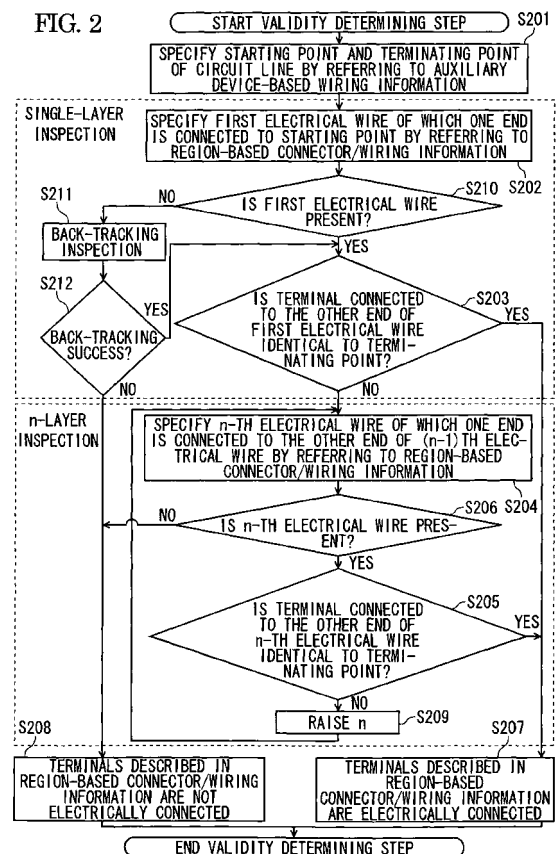 FIG. 2
START VALIDITY DETERMINING STEP
S201
SPECIFY STARTING POINT AND TERMINATING POINT
OF CIRCUIT LINE BY REFERRING TO AUXILIARY
DEVICE-BASED WIRING INFORMATION
SINGLE-LAYER
INSPECTION
SPECIFY FIRST ELECTRICAL WIRE OF WHICH ONE END
IS CONNECTED TO STARTING POINT BY REFERRING TO
REGION-BASED CONNECTOR/WIRING INFORMATION
S202
S210
IS FIRST ELECTRICAL WIRE
PRESENT?
NO
YES
S211
BACK-TRACKING
INSPECTION
S212
BACK-TRACKING
SUCCESS?
YES
NO
S203
IS TERMINAL CONNECTED
TO THE OTHER END OF
FIRST ELECTRICAL WIRE
IDENTICAL TO TERMI-
NATING POINT?
YES
NO
n-LAYER
INSPECTION
SPECIFY n-TH ELECTRICAL WIRE OF WHICH ONE END
IS CONNECTED TO THE OTHER END OF (n-1)TH ELEC-
TRICAL WIRE BY REFERRING TO REGION-BASED
CONNECTOR/WIRING INFORMATION
S204
S206
IS n-TH ELECTRICAL WIRE PRES-
ENT?
NO
YES
S205
IS TERMINAL CONNECTED
TO THE OTHER END OF
n-TH ELECTRICAL WIRE
IDENTICAL TO TERMI-
NATING POINT?
YES
NO
RAISE n
S209
S208
TERMINALS DESCRIBED IN
REGION-BASED CONNECTOR/WIRING
INFORMATION ARE NOT
ELECTRICALLY CONNECTED
S207
TERMINALS DESCRIBED IN
REGION-BASED
CONNECTOR/WIRING INFORMATION
ARE ELECTRICALLY CONNECTED
END VALIDITY DETERMINING STEP